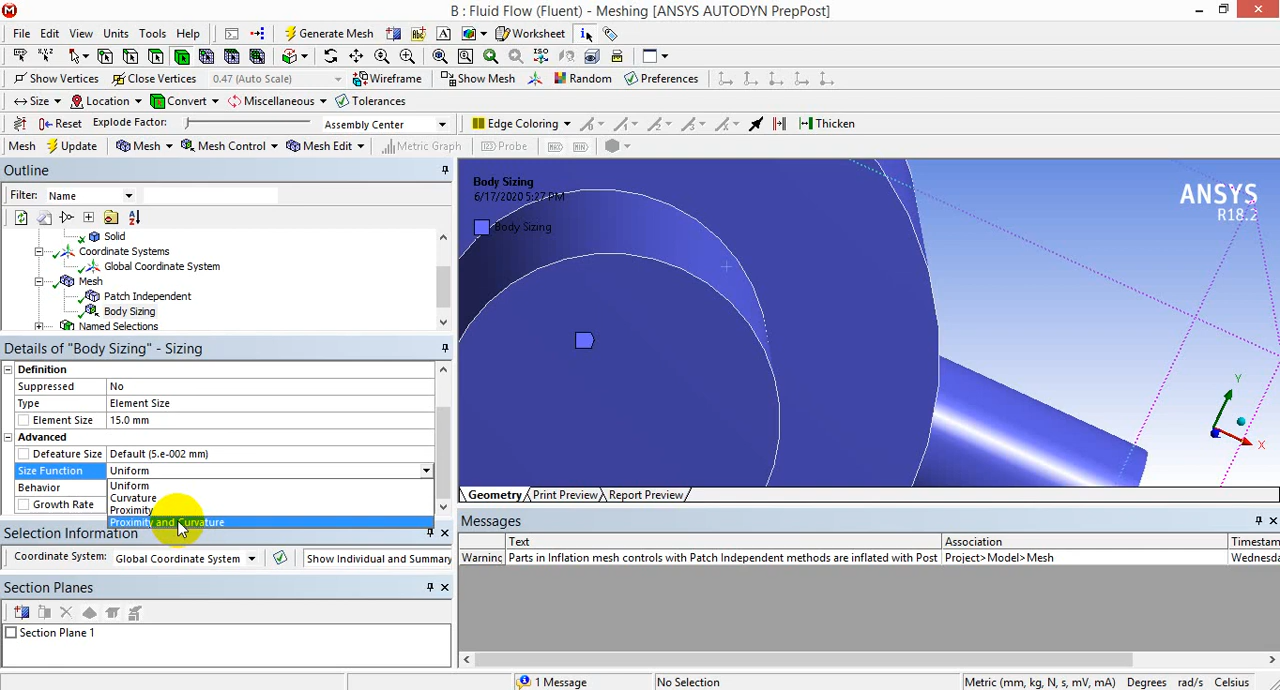 B : Fluid Flow (Fluent) - Meshing [ANSYS AUTODYN PrepPost]
File Edit View Units Tools Help Generate Mesh A Worksheet i
ISO
Show Vertices Close Vertices 0.47 (Auto Scale) Wireframe Show Mesh Random Preferences
Size Location Convert Miscellaneous Tolerances
Reset Explode Factor: Assembly Center Edge Coloring Thicken
Mesh Update Mesh Mesh Control Mesh Edit Metric Graph Probe MAX MIN
Outline
Filter: Name
Solid
Coordinate Systems
Global Coordinate System
Mesh
Patch Independent
Body Sizing
Named Selections
Details of "Body Sizing" - Sizing
Definition
Suppressed No
Type Element Size
Element Size 15.0 mm
Advanced
Defeature Size Default (5.e-002 mm)
Size Function Uniform
Behavior Uniform
Curvature
Growth Rate Proximity
Proximity and Curvature
Selection Information
Coordinate System: Global Coordinate System Show Individual and Summary
Section Planes
Section Plane 1
Body Sizing
6/17/2020 5:27 PM
Body Sizing
ANSYS
R18.2
Y
X
Geometry Print Preview Report Preview
Messages
Text Association Timestam
Warninc Parts in Inflation mesh controls with Patch Independent methods are inflated with Post Project>Model>Mesh Wednesda
1 Message No Selection Metric (mm, kg, N, s, mV, mA) Degrees rad/s Celsius